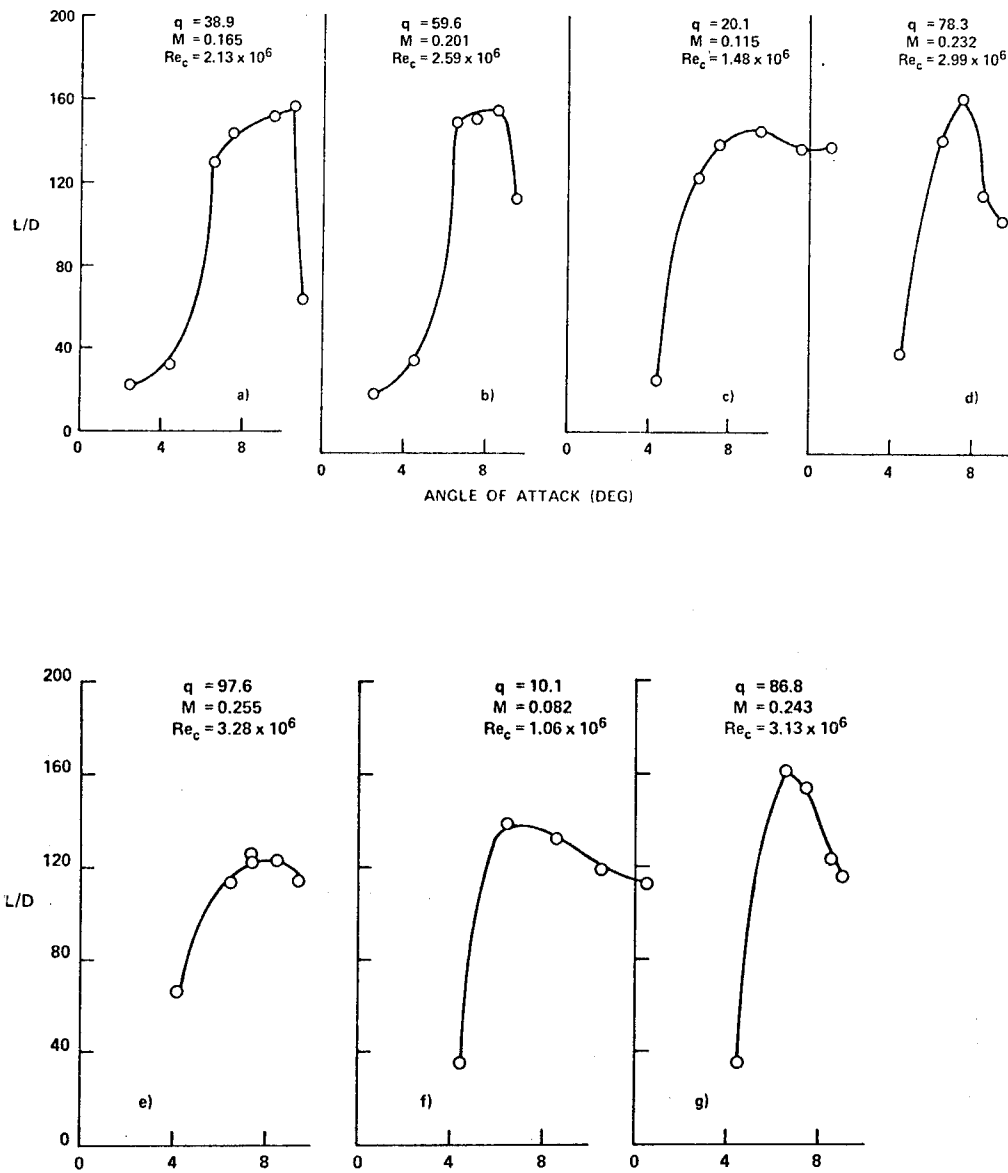 200
160
120
80
40
0
L/D
q = 38.9
M = 0.165
Re_c = 2.13 x 10^6
a)
0 4 8
q = 59.6
M = 0.201
Re_c = 2.59 x 10^6
b)
0 4 8
q = 20.1
M = 0.115
Re_c = 1.48 x 10^6
c)
0 4 8
q = 78.3
M = 0.232
Re_c = 2.99 x 10^6
d)
0 4 8
ANGLE OF ATTACK (DEG)
200
160
120
80
40
0
L/D
q = 97.6
M = 0.255
Re_c = 3.28 x 10^6
e)
0 4 8
q = 10.1
M = 0.082
Re_c = 1.06 x 10^6
f)
0 4 8
q = 86.8
M = 0.243
Re_c = 3.13 x 10^6
g)
0 4 8